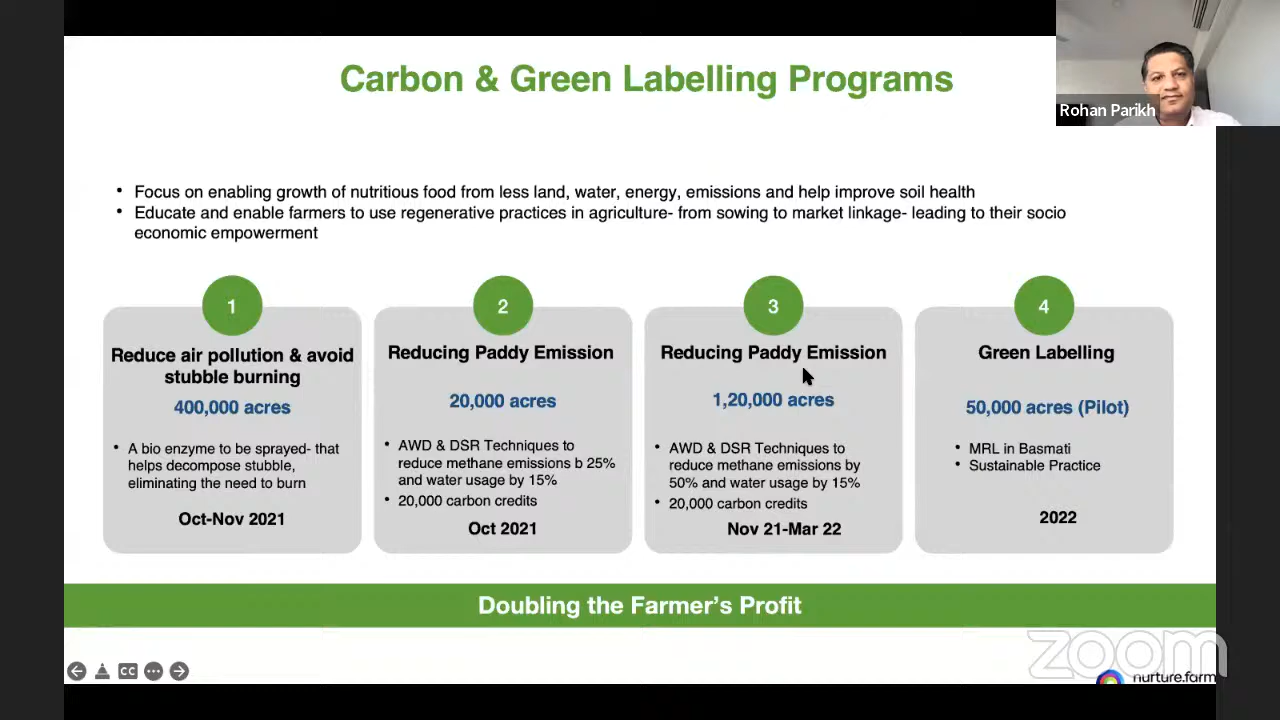 Carbon & Green Labelling Programs
Rohan Parikh
• Focus on enabling growth of nutritious food from less land, water, energy, emissions and help improve soil health
• Educate and enable farmers to use regenerative practices in agriculture- from sowing to market linkage- leading to their socio
economic empowerment
1
Reduce air pollution & avoid
stubble burning
400,000 acres
• A bio enzyme to be sprayed- that
helps decompose stubble,
eliminating the need to burn
Oct-Nov 2021
2
Reducing Paddy Emission
20,000 acres
• AWD & DSR Techniques to
reduce methane emissions b 25%
and water usage by 15%
• 20,000 carbon credits
Oct 2021
3
Reducing Paddy Emission
1,20,000 acres
• AWD & DSR Techniques to
reduce methane emissions by
50% and water usage by 15%
• 20,000 carbon credits
Nov 21-Mar 22
4
Green Labelling
50,000 acres (Pilot)
• MRL in Basmati
• Sustainable Practice
2022
Doubling the Farmer's Profit
CC
zoom
nurture.farm